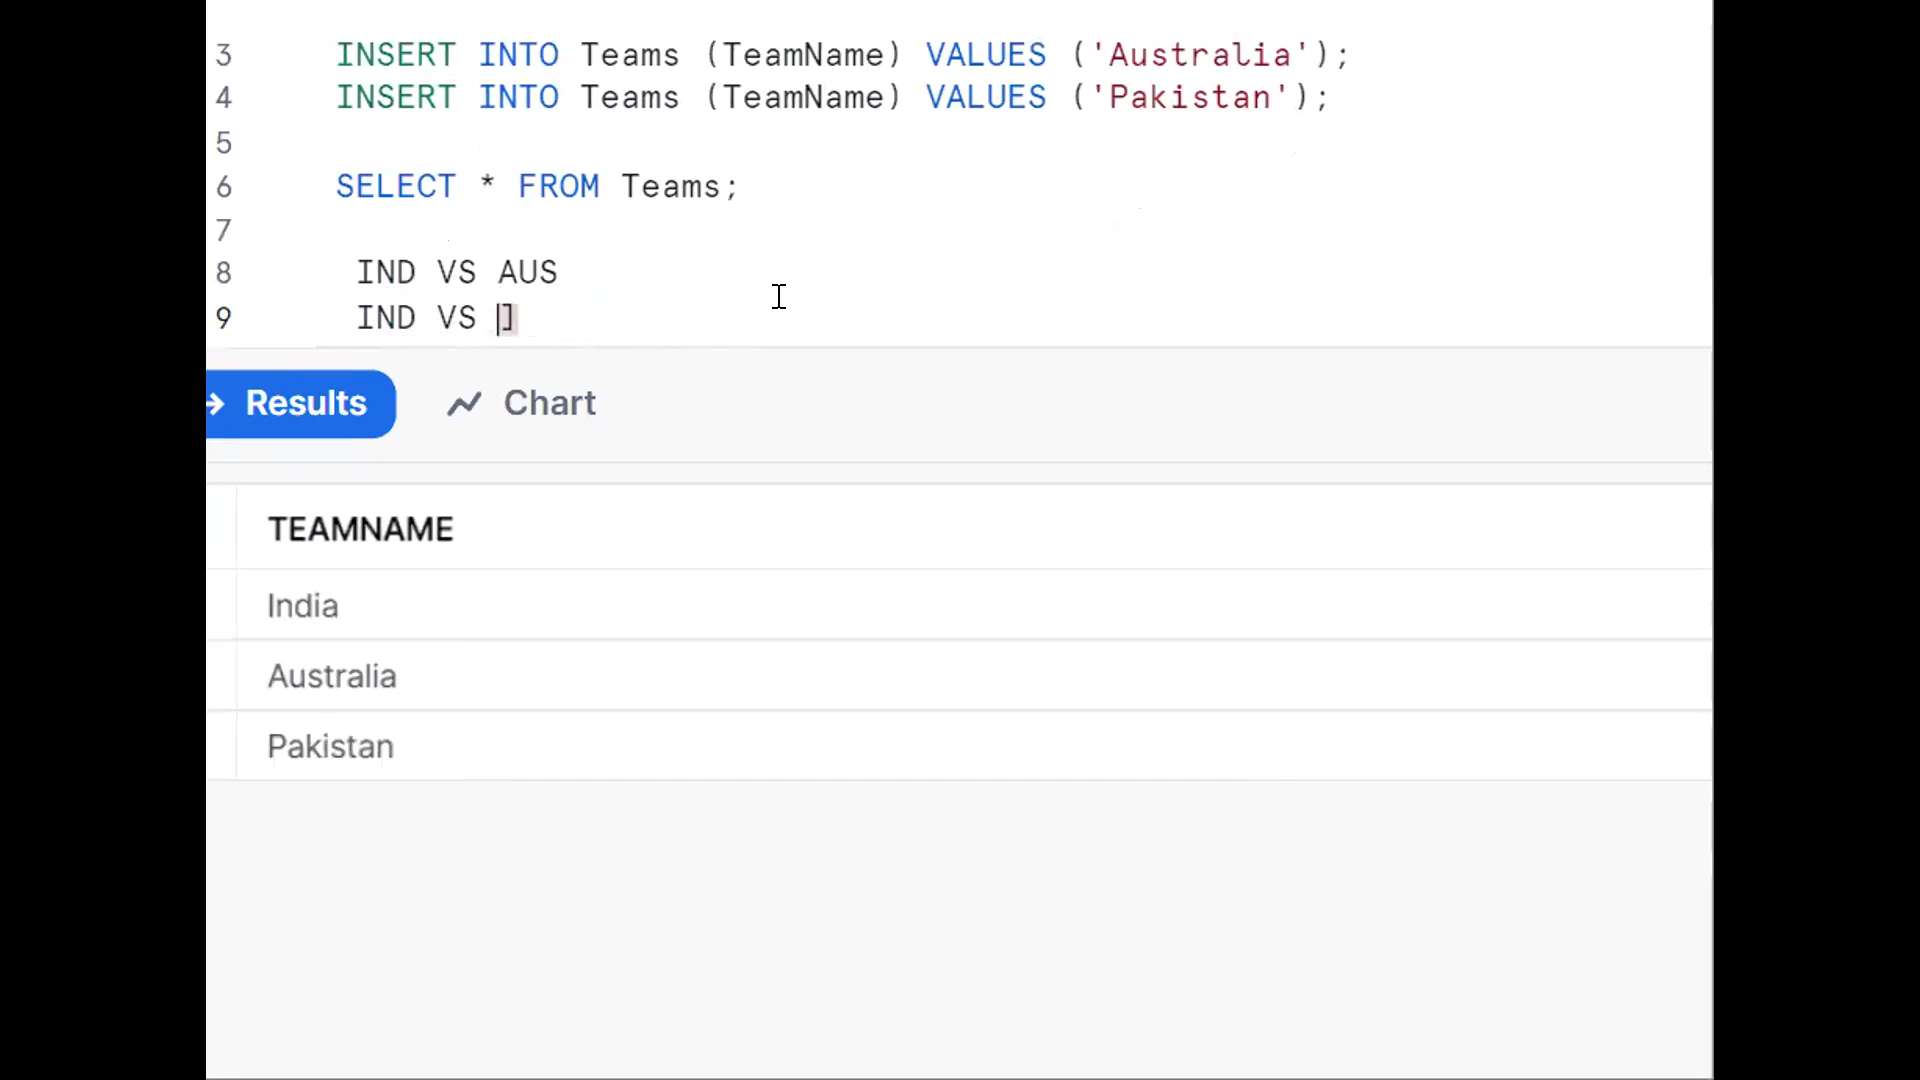 3 INSERT INTO Teams (TeamName) VALUES ('Australia');
4 INSERT INTO Teams (TeamName) VALUES ('Pakistan');
5
6 SELECT * FROM Teams;
7
8 IND VS AUS
9 IND VS ]
Results Chart
TEAMNAME
India
Australia
Pakistan